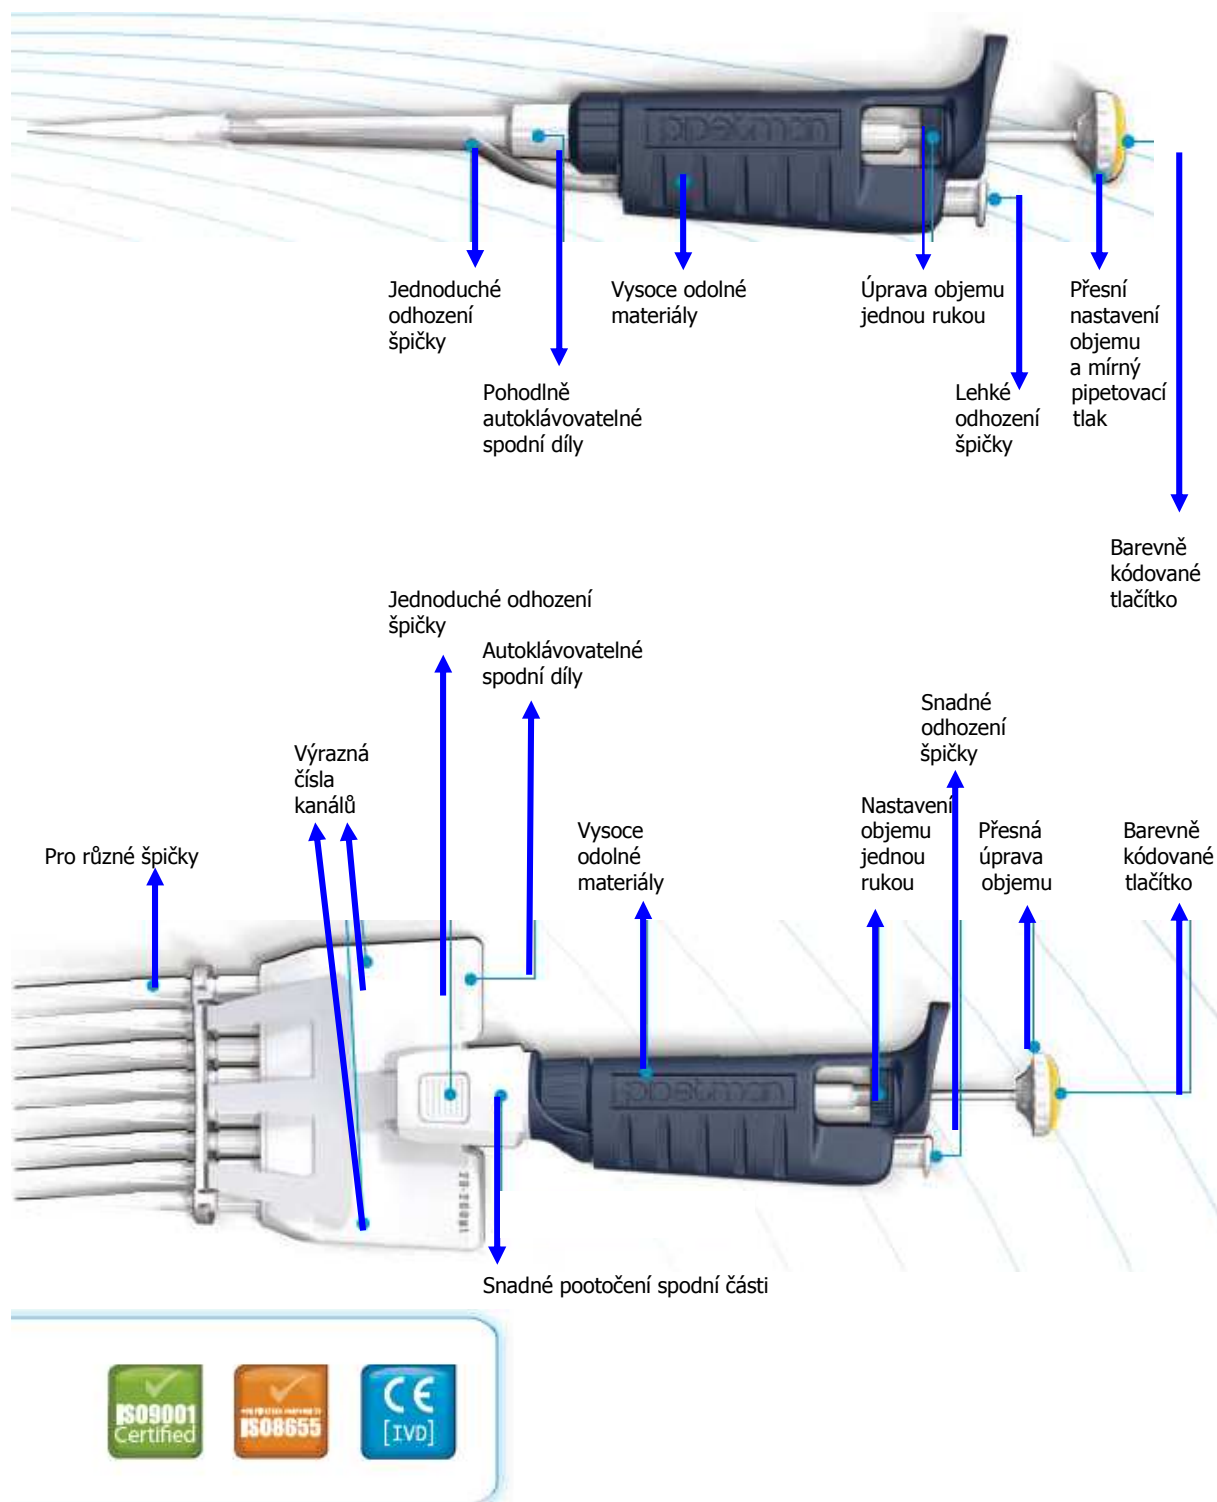 pipetman
Jednoduché
odhození
špičky
Vysoce odolné
materiály
Úprava objemu
jednou rukou
Přesní
nastavení
objemu
a mírný
pipetovací
tlak
Pohodlně
autoklávovatelné
spodní díly
Lehké
odhození
špičky
Barevně
kódované
tlačítko
Jednoduché odhození
špičky
Autoklávovatelné
spodní díly
Snadné
odhození
špičky
Výrazná
čísla
kanálů
Nastavení
objemu
jednou
rukou
Přesná
úprava
objemu
Barevně
kódované
tlačítko
Vysoce
odolné
materiály
Pro různé špičky
pipetman
20-200µl
Snadné pootočení spodní části
ISO9001
Certified
ISO8655
CE
[IVD]